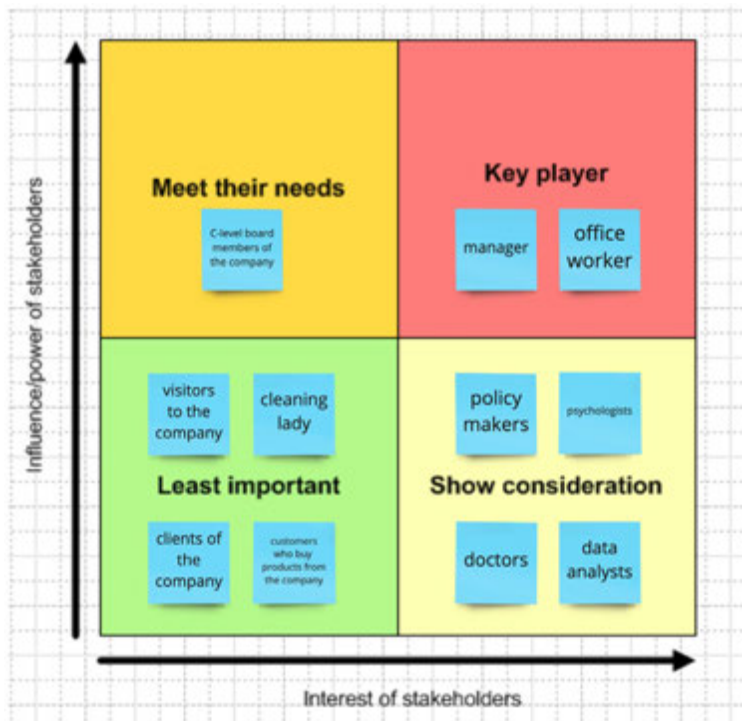 Influence/power of stakeholders
Meet their needs
C-level board
members of
the company
Key player
manager
office
worker
visitors
to the
company
cleaning
lady
Least important
clients of
the
company
customers
who buy
products from
the company
policy
makers
psychologists
Show consideration
doctors
data
analysts
Interest of stakeholders